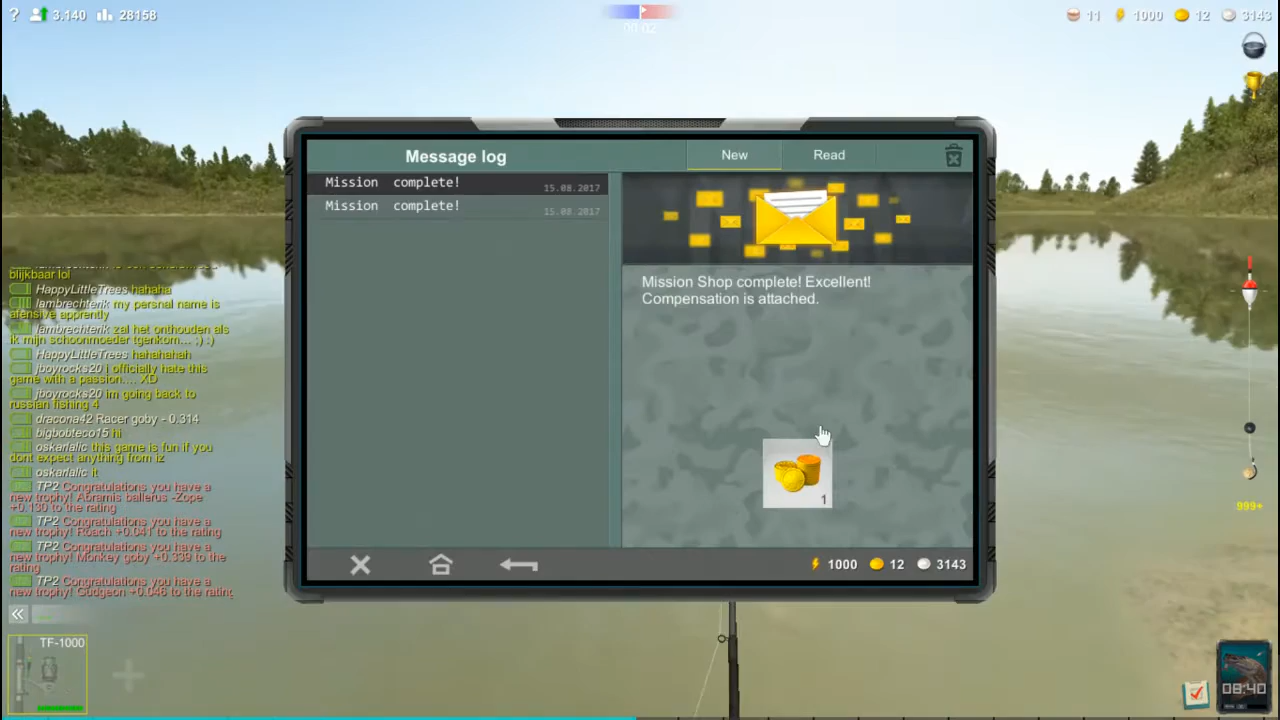 ? 3.140 28158
00:02
11 1000 12 3143
Message log
New Read
Mission complete! 15.08.2017
Mission complete! 15.08.2017
Mission Shop complete! Excellent!
Compensation is attached.
1
1000 12 3143
blijkbaar lol
HappyLittleTrees hahaha
lambrechterik my persnal name is
afensive apprently
lambrechterik zal het onthouden als
ik mijn schoonmoeder tgenkom... ;) :)
HappyLittleTrees hahahahah
jboyrocks20 i officially hate this
game with a passion.... XD
jboyrocks20 im going back to
russian fishing 4
dracona42 Racer goby - 0.314
bigbobteco15 hi
oskarlalic this game is fun if you
dont expect anything from iz
oskarlalic it
TP2 Congratulations you have a
new trophy! Abramis ballerus -Zope
+0.130 to the rating
TP2 Congratulations you have a
new trophy! Roach +0.041 to the rating
TP2 Congratulations you have a
new trophy! Monkey goby +0.339 to the
rating
TP2 Congratulations you have a
new trophy! Gudgeon +0.046 to the rating
999+
TF-1000
08:40